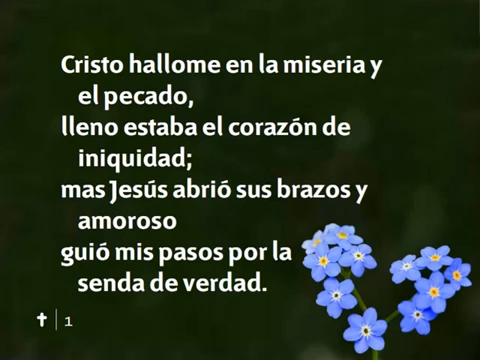 Cristo hallome en la miseria y
el pecado,
lleno estaba el corazón de
iniquidad;
mas Jesús abrió sus brazos y
amoroso
guió mis pasos por la
senda de verdad.
1